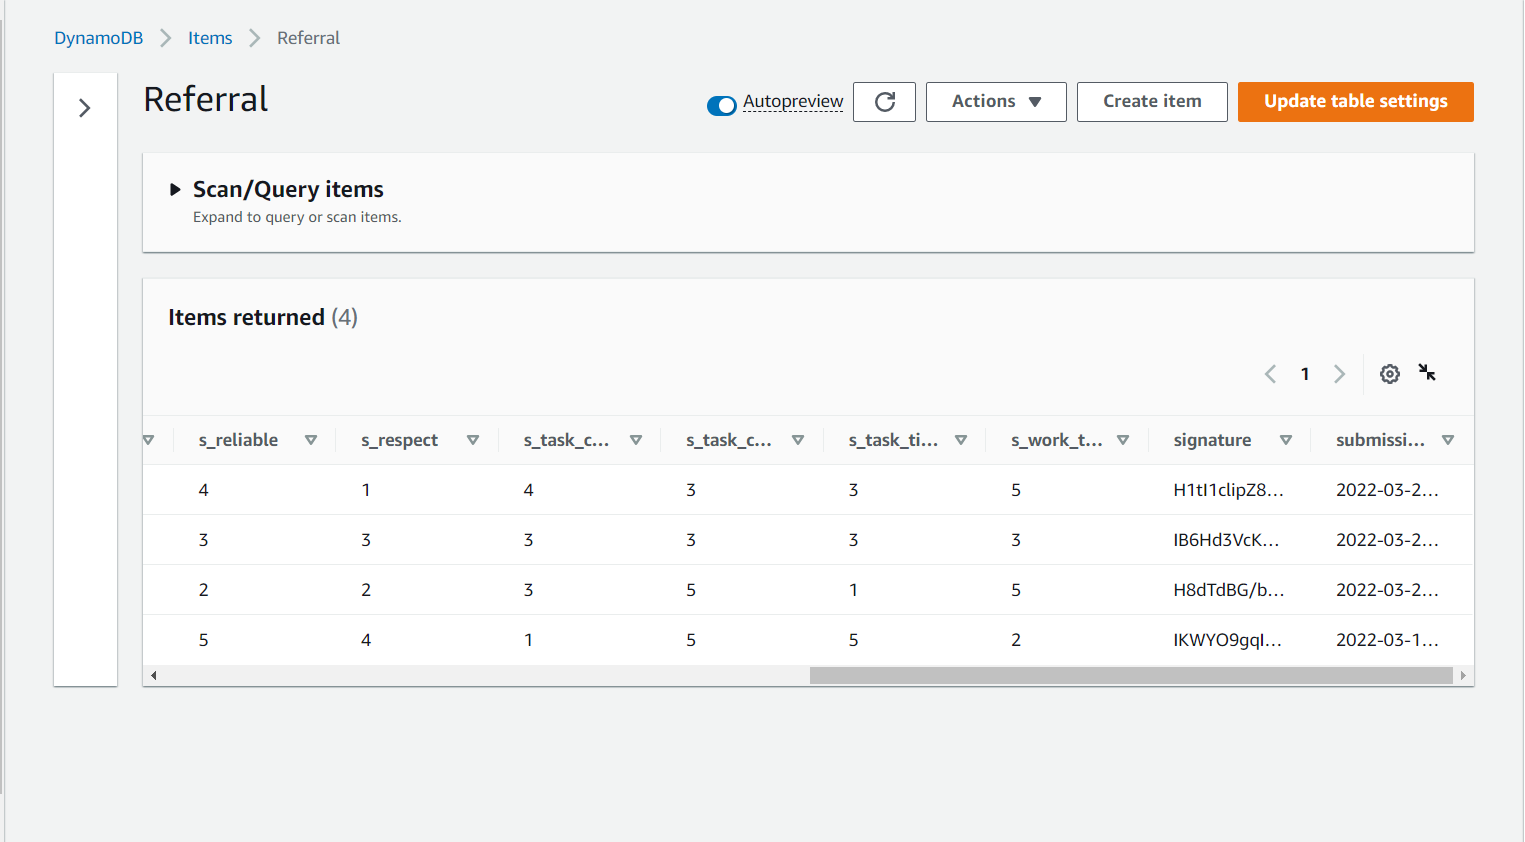 DynamoDB Items Referral
Referral
Autopreview Actions Create item Update table settings
Scan/Query items
Expand to query or scan items.
Items returned (4)
1
s_reliable s_respect s_task_c... s_task_c... s_task_ti... s_work_t... signature submissi...
4 1 4 3 3 5 H1tI1clipZ8... 2022-03-2...
3 3 3 3 3 3 IB6Hd3VcK... 2022-03-2...
2 2 3 5 1 5 H8dTdBG/b... 2022-03-2...
5 4 1 5 5 2 IKWYO9gqI... 2022-03-1...